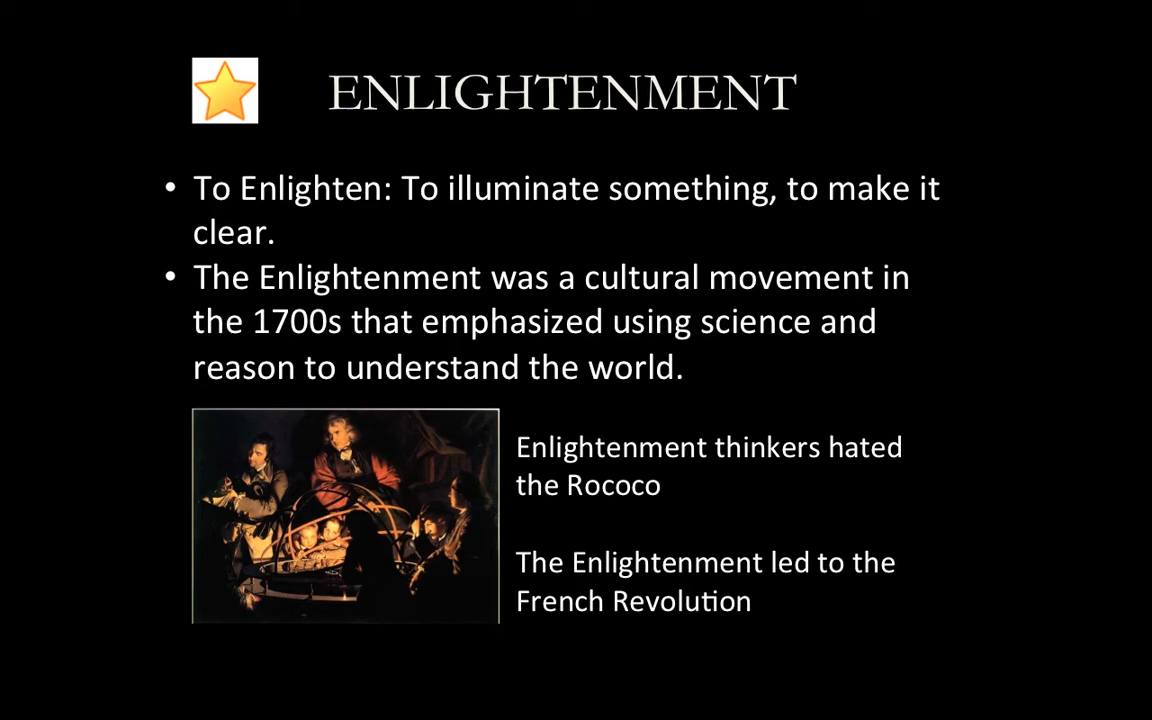 ENLIGHTENMENT
• To Enlighten: To illuminate something, to make it
clear.
• The Enlightenment was a cultural movement in
the 1700s that emphasized using science and
reason to understand the world.
Enlightenment thinkers hated
the Rococo
The Enlightenment led to the
French Revolution